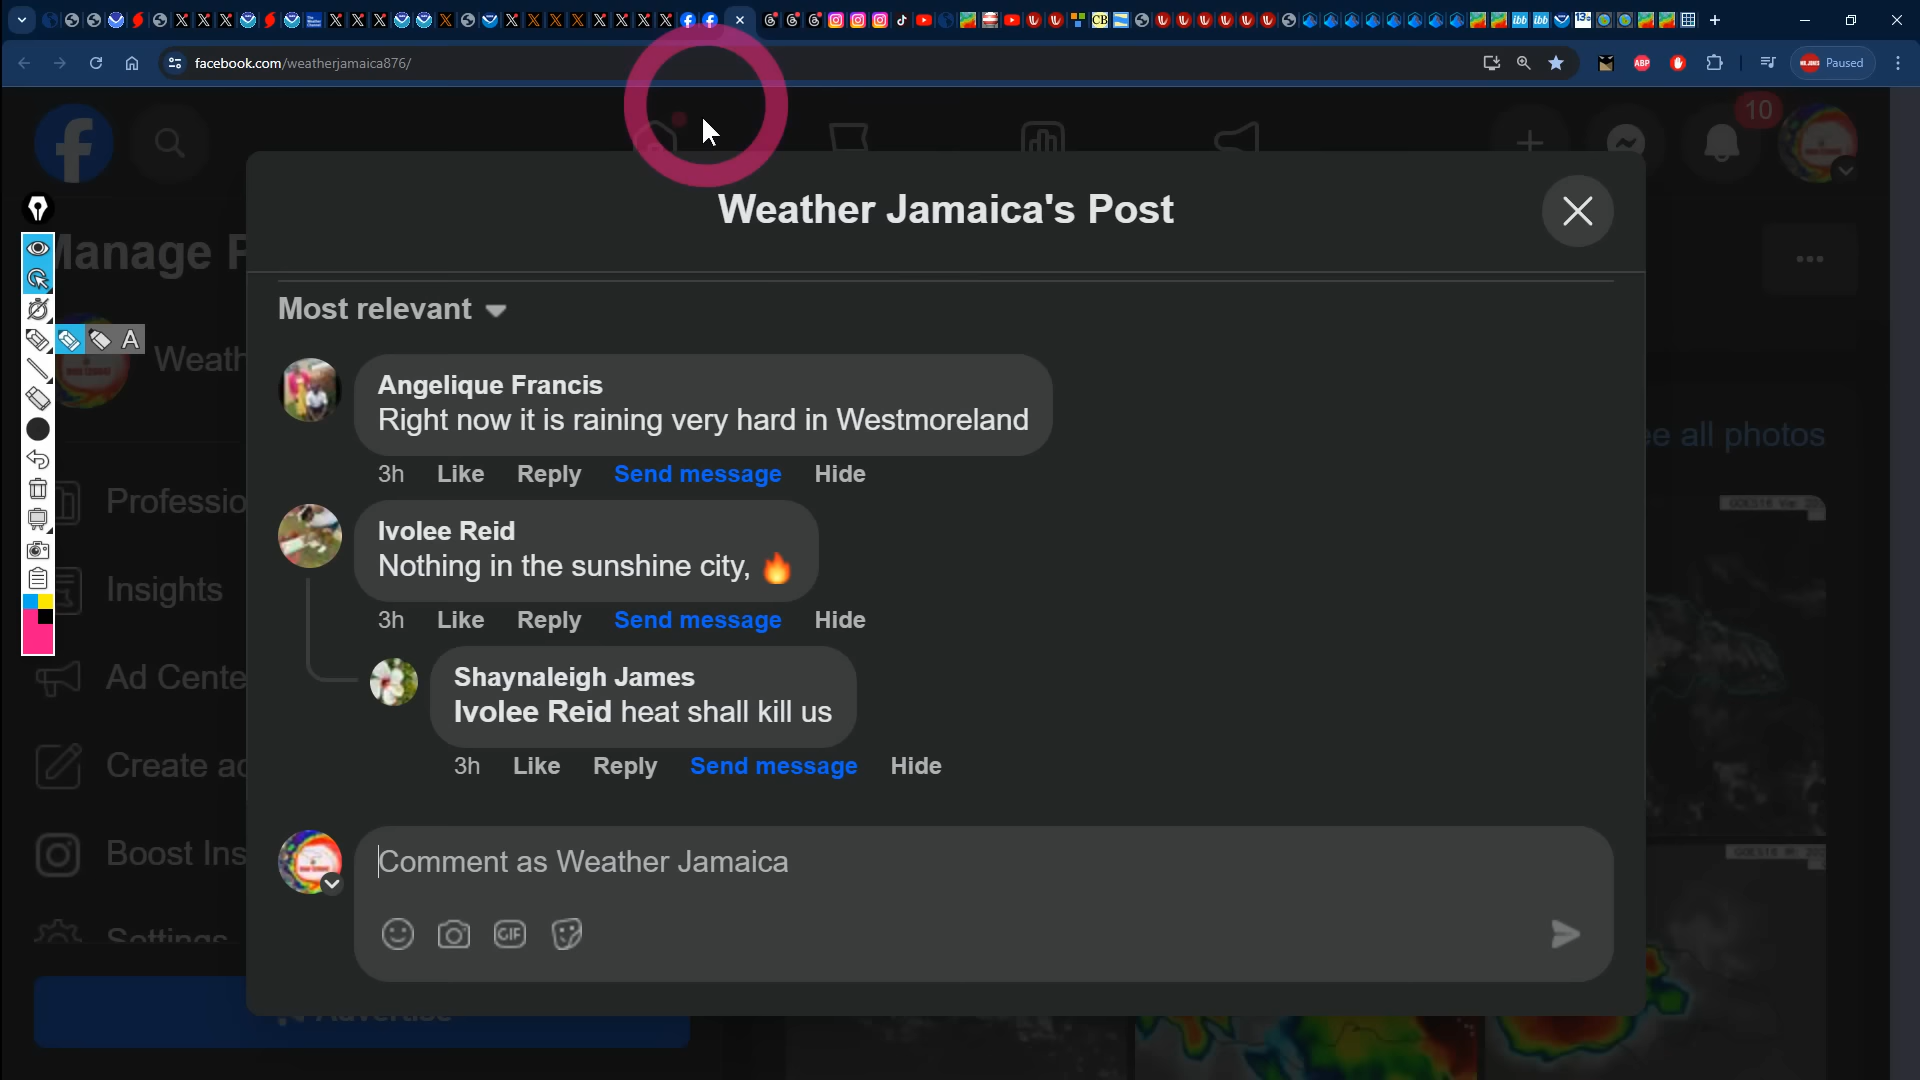 facebook.com/weatherjamaica876/
Paused
10
Weather Jamaica's Post
Manage P
Most relevant
Weath
Angelique Francis
Right now it is raining very hard in Westmoreland
3h Like Reply Send message Hide
ee all photos
Ivolee Reid
Nothing in the sunshine city, 🔥
3h Like Reply Send message Hide
Professio
Insights
Shaynaleigh James
Ivolee Reid heat shall kill us
3h Like Reply Send message Hide
Ad Cente
Create ad
Comment as Weather Jamaica
Boost Ins
GIF
Settings
Advertise
A